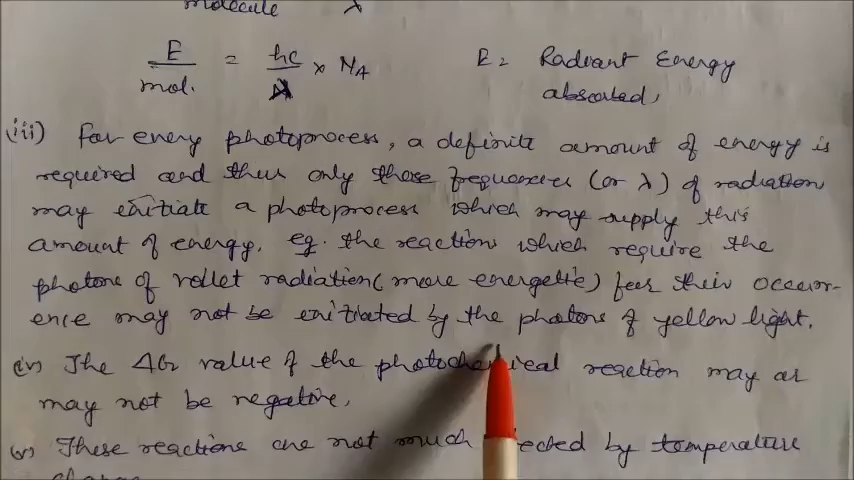 molecule λ
E/mol. = hc/λ × NA
E = Radiant Energy
absorbed,
(iii) For every photoprocess, a definite amount of energy is
required and thus only those frequencies (or λ) of radiation
may initiate a photoprocess which may supply this
amount of energy. eg. the reactions which require the
photons of voilet radiation (more energetic) for their occurr-
ence may not be initiated by the photons of yellow light.
(iv) The ΔG value of the photochemical reaction may or
may not be negative.
(v) These reactions are not much by temperature